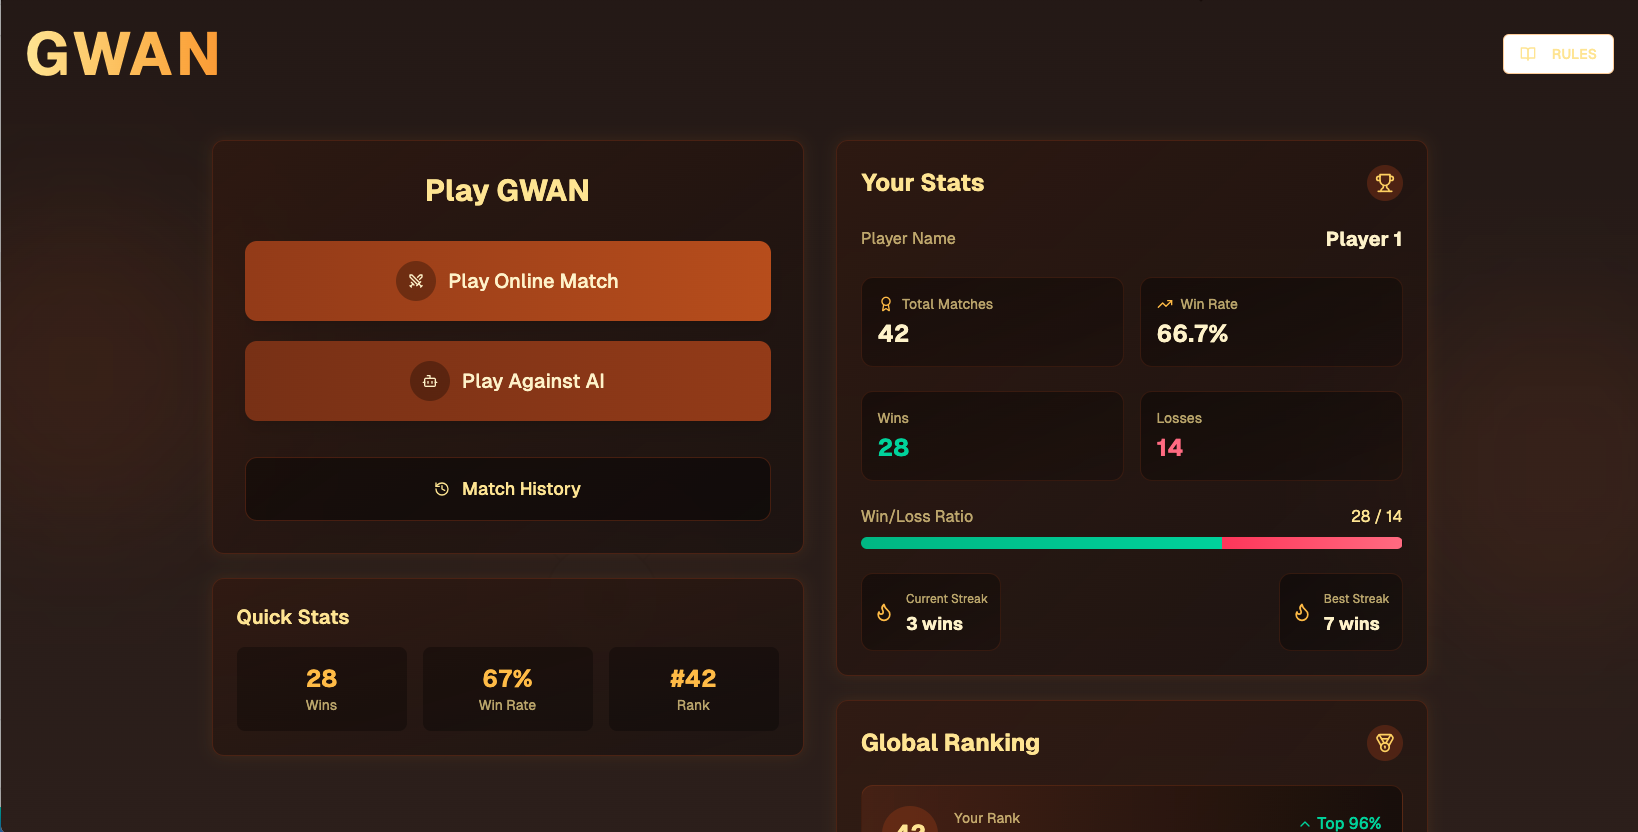 GWAN
RULES
Play GWAN
Play Online Match
Play Against AI
Match History
Quick Stats
28
Wins
67%
Win Rate
#42
Rank
Your Stats
Player Name
Player 1
Total Matches
42
Win Rate
66.7%
Wins
28
Losses
14
Win/Loss Ratio
28 / 14
Current Streak
3 wins
Best Streak
7 wins
Global Ranking
42
Your Rank
Top 96%